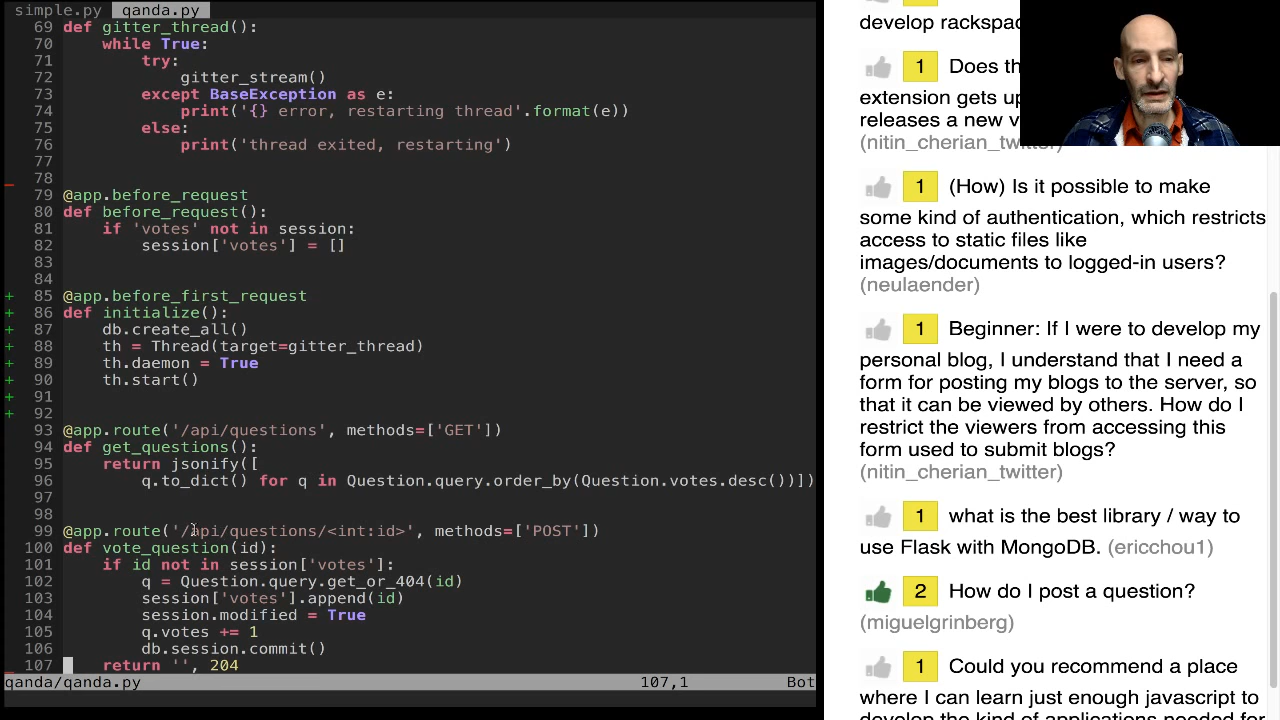 simple.py qanda.py
69 def gitter_thread():
70 while True:
71 try:
72 gitter_stream()
73 except BaseException as e:
74 print('{} error, restarting thread'.format(e))
75 else:
76 print('thread exited, restarting')
77
78
79 @app.before_request
80 def before_request():
81 if 'votes' not in session:
82 session['votes'] = []
83
84
+ 85 @app.before_first_request
+ 86 def initialize():
+ 87 db.create_all()
+ 88 th = Thread(target=gitter_thread)
+ 89 th.daemon = True
+ 90 th.start()
+ 91
+ 92
93 @app.route('/api/questions', methods=['GET'])
94 def get_questions():
95 return jsonify([
96 q.to_dict() for q in Question.query.order_by(Question.votes.desc())])
97
98
99 @app.route('/api/questions/<int:id>', methods=['POST'])
100 def vote_question(id):
101 if id not in session['votes']:
102 q = Question.query.get_or_404(id)
103 session['votes'].append(id)
104 session.modified = True
105 q.votes += 1
106 db.session.commit()
107 return '', 204
qanda/qanda.py 107,1 Bot
develop
1 Does
extension gets
releases a new
(nitin_cherian_twitter)
1 (How) Is it possible to make
some kind of authentication, which restricts
access to static files like
images/documents to logged-in users?
(neulaender)
1 Beginner: If I were to develop my
personal blog, I understand that I need a
form for posting my blogs to the server, so
that it can be viewed by others. How do I
restrict the viewers from accessing this
form used to submit blogs?
(nitin_cherian_twitter)
1 what is the best library / way to
use Flask with MongoDB. (ericchou1)
2 How do I post a question?
(miguelgrinberg)
1 Could you recommend a place
where I can learn just enough javascript to
develop the kind of applications needed for